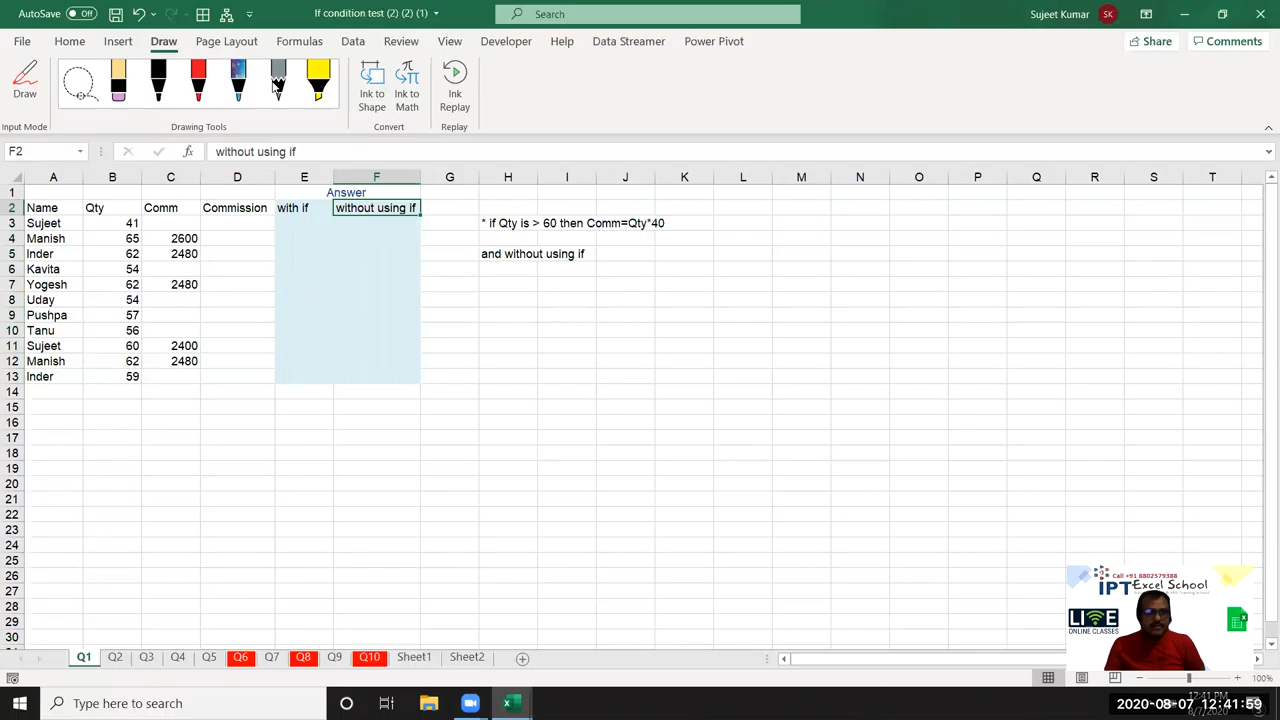 AutoSave Off
If condition test (2) (2) (1)
Search
Sujeet Kumar SK
File Home Insert Draw Page Layout Formulas Data Review View Developer Help Data Streamer Power Pivot Share Comments
Draw
Ink to Shape
Ink to Math
Ink Replay
Input Mode Drawing Tools Convert Replay
F2 fx without using if
A B C D E F G H I J K L M N O P Q R S T
1 Answer
2 Name Qty Comm Commission with if without using if
3 Sujeet 41 * if Qty is > 60 then Comm=Qty*40
4 Manish 65 2600
5 Inder 62 2480 and without using if
6 Kavita 54
7 Yogesh 62 2480
8 Uday 54
9 Pushpa 57
10 Tanu 56
11 Sujeet 60 2400
12 Manish 62 2480
13 Inder 59
14
15
16
17
18
19
20
21
22
23
24
25
26
27
28
29
30
Call +91 8802579388
IPT Excel School
LIVE
ONLINE CLASSES
Q1 Q2 Q3 Q4 Q5 Q6 Q7 Q8 Q9 Q10 Sheet1 Sheet2
100%
Type here to search
12:41 PM
2020-08-07 12:41:59